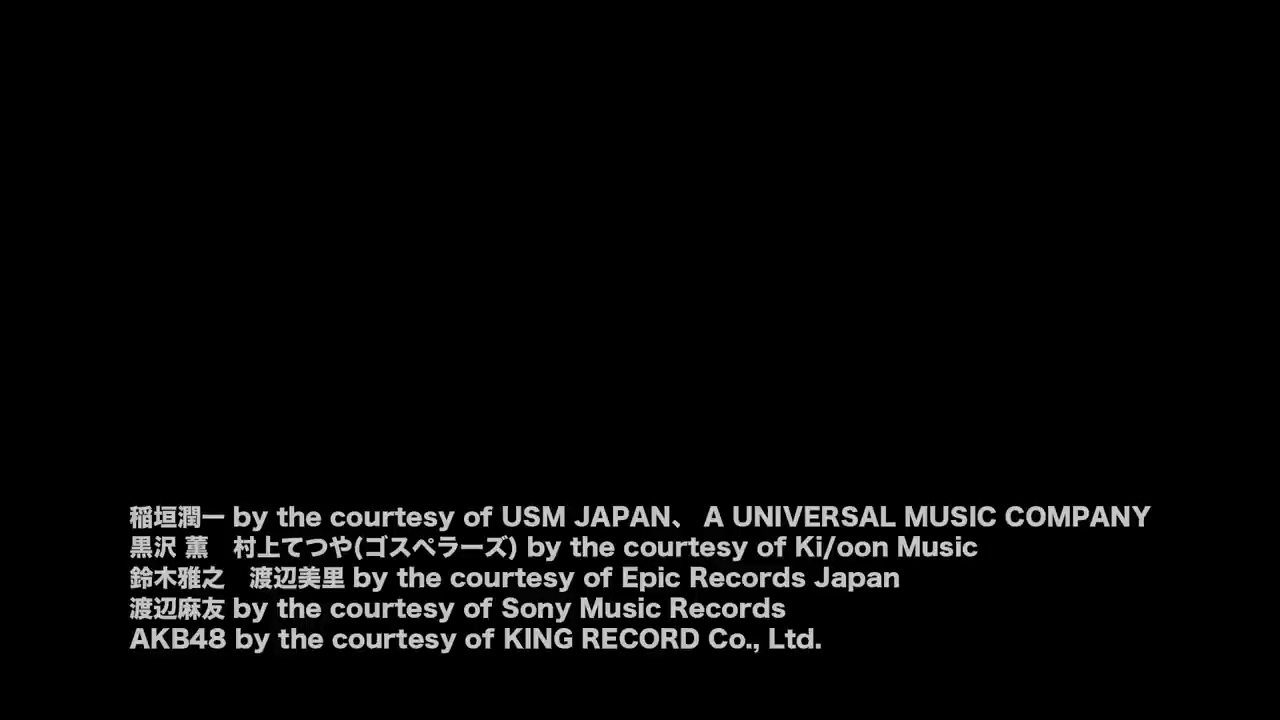 稲垣潤一 by the courtesy of USM JAPAN、 A UNIVERSAL MUSIC COMPANY
黒沢 薫　村上てつや(ゴスペラーズ) by the courtesy of Ki/oon Music
鈴木雅之　渡辺美里 by the courtesy of Epic Records Japan
渡辺麻友 by the courtesy of Sony Music Records
AKB48 by the courtesy of KING RECORD Co., Ltd.